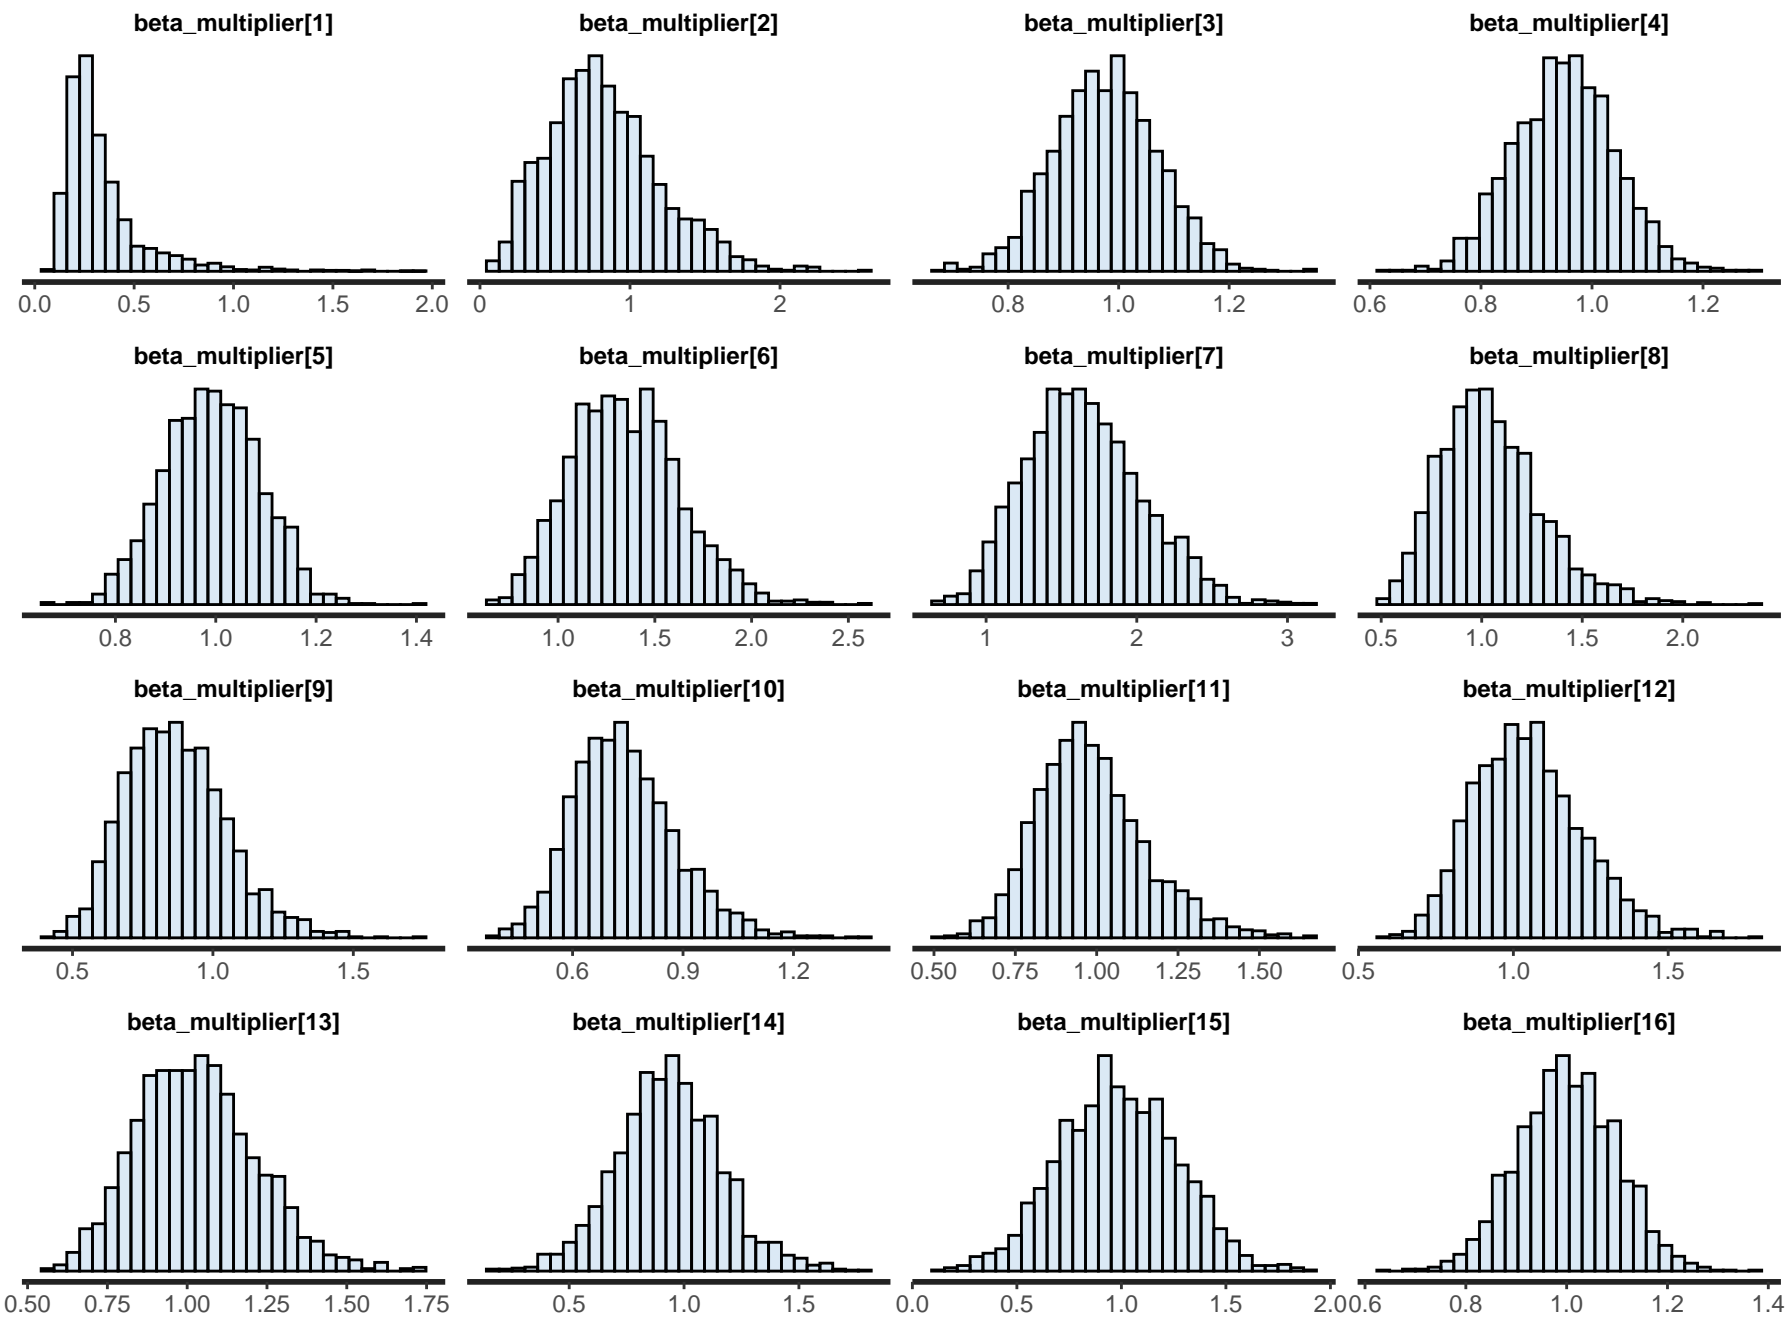 beta_multiplier[1] beta_multiplier[2] beta_multiplier[3] beta_multiplier[4]
0.0 0.5 1.0 1.5 2.0 0 1 2 0.8 1.0 1.2 0.6 0.8 1.0 1.2
beta_multiplier[5] beta_multiplier[6] beta_multiplier[7] beta_multiplier[8]
0.8 1.0 1.2 1.4 1.0 1.5 2.0 2.5 1 2 3 0.5 1.0 1.5 2.0
beta_multiplier[9] beta_multiplier[10] beta_multiplier[11] beta_multiplier[12]
0.5 1.0 1.5 0.6 0.9 1.2 0.50 0.75 1.00 1.25 1.50 0.5 1.0 1.5
beta_multiplier[13] beta_multiplier[14] beta_multiplier[15] beta_multiplier[16]
0.50 0.75 1.00 1.25 1.50 1.75 0.5 1.0 1.5 0.0 0.5 1.0 1.5 2.0 0.6 0.8 1.0 1.2 1.4